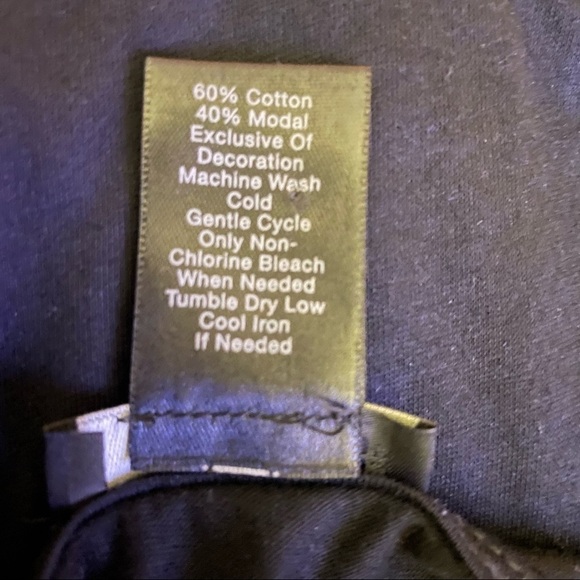 60% Cotton
40% Modal
Exclusive Of
Decoration
Machine Wash
Cold
Gentle Cycle
Only Non-
Chlorine Bleach
When Needed
Tumble Dry Low
Cool Iron
If Needed